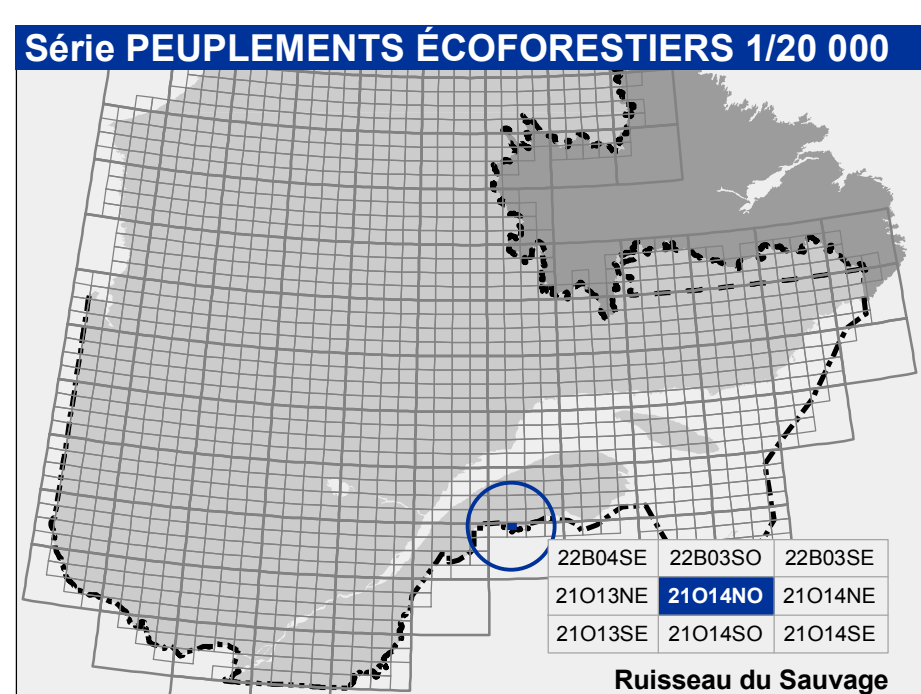 Série PEUPLEMENTS ÉCOFORESTIERS 1/20 000
22B04SE 22B03SO 22B03SE
21O13NE 21O14NO 21O14NE
21O13SE 21O14SO 21O14SE
Ruisseau du Sauvage